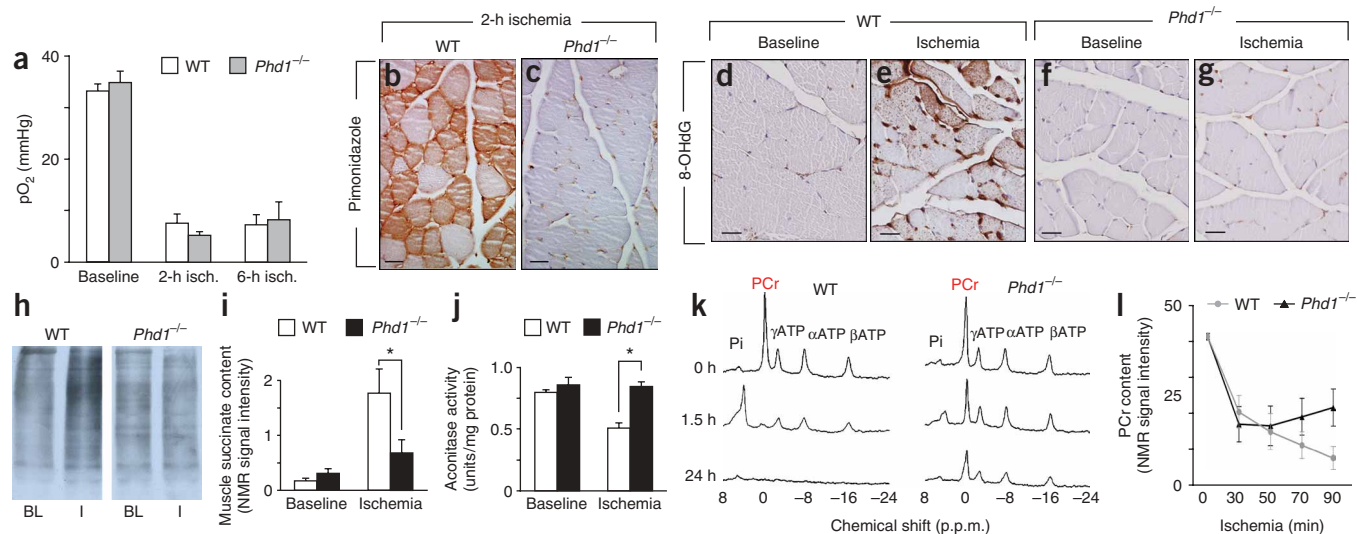 a
WT Phd1–/–
pO2 (mmHg)
40
20
0
Baseline 2-h isch. 6-h isch.
2-h ischemia
WT Phd1–/–
Pimonidazole
b c
WT Phd1–/–
Baseline Ischemia Baseline Ischemia
8-OHdG
d e f g
h
WT Phd1–/–
BL I BL I
i
WT Phd1–/–
Muscle succinate content
(NMR signal intensity)
2
1
0
*
Baseline Ischemia
j
WT Phd1–/–
Aconitase activity
(units/mg protein)
1.0
0.5
0
*
Baseline Ischemia
k
PCr WT PCr Phd1–/–
Pi γATP αATP βATP Pi γATP αATP βATP
0 h
1.5 h
24 h
8 0 –8 –16 –24 8 0 –8 –16 –24
Chemical shift (p.p.m.)
l
WT Phd1–/–
PCr content
(NMR signal intensity)
50
25
0
0 30 50 70 90
Ischemia (min)